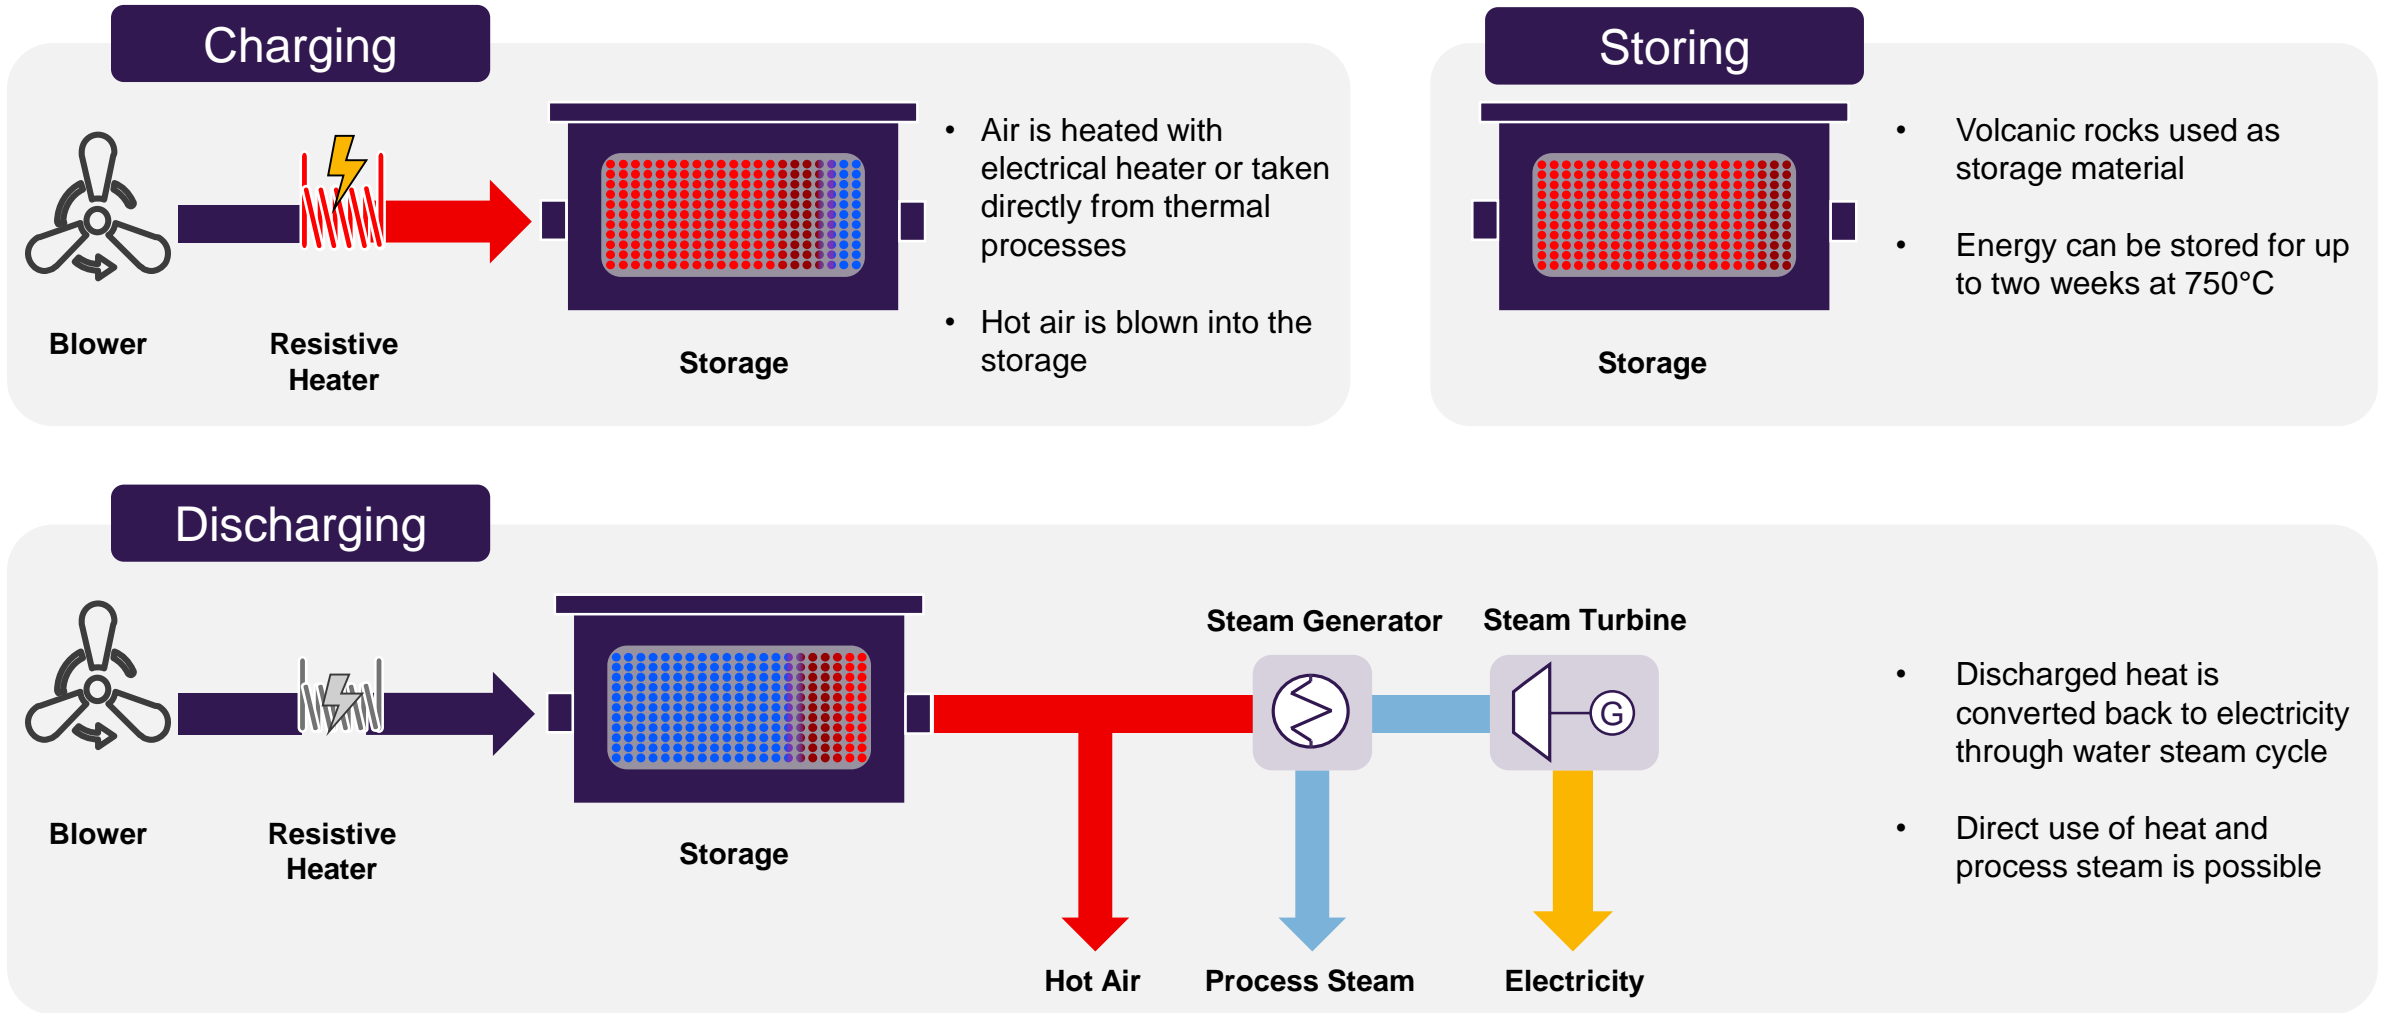 Charging
Blower
Resistive
Heater
Storage
• Air is heated with
electrical heater or taken
directly from thermal
processes
• Hot air is blown into the
storage
Storing
Storage
• Volcanic rocks used as
storage material
• Energy can be stored for up
to two weeks at 750°C
Discharging
Blower
Resistive
Heater
Storage
Steam Generator
Steam Turbine
G
Hot Air
Process Steam
Electricity
• Discharged heat is
converted back to electricity
through water steam cycle
• Direct use of heat and
process steam is possible